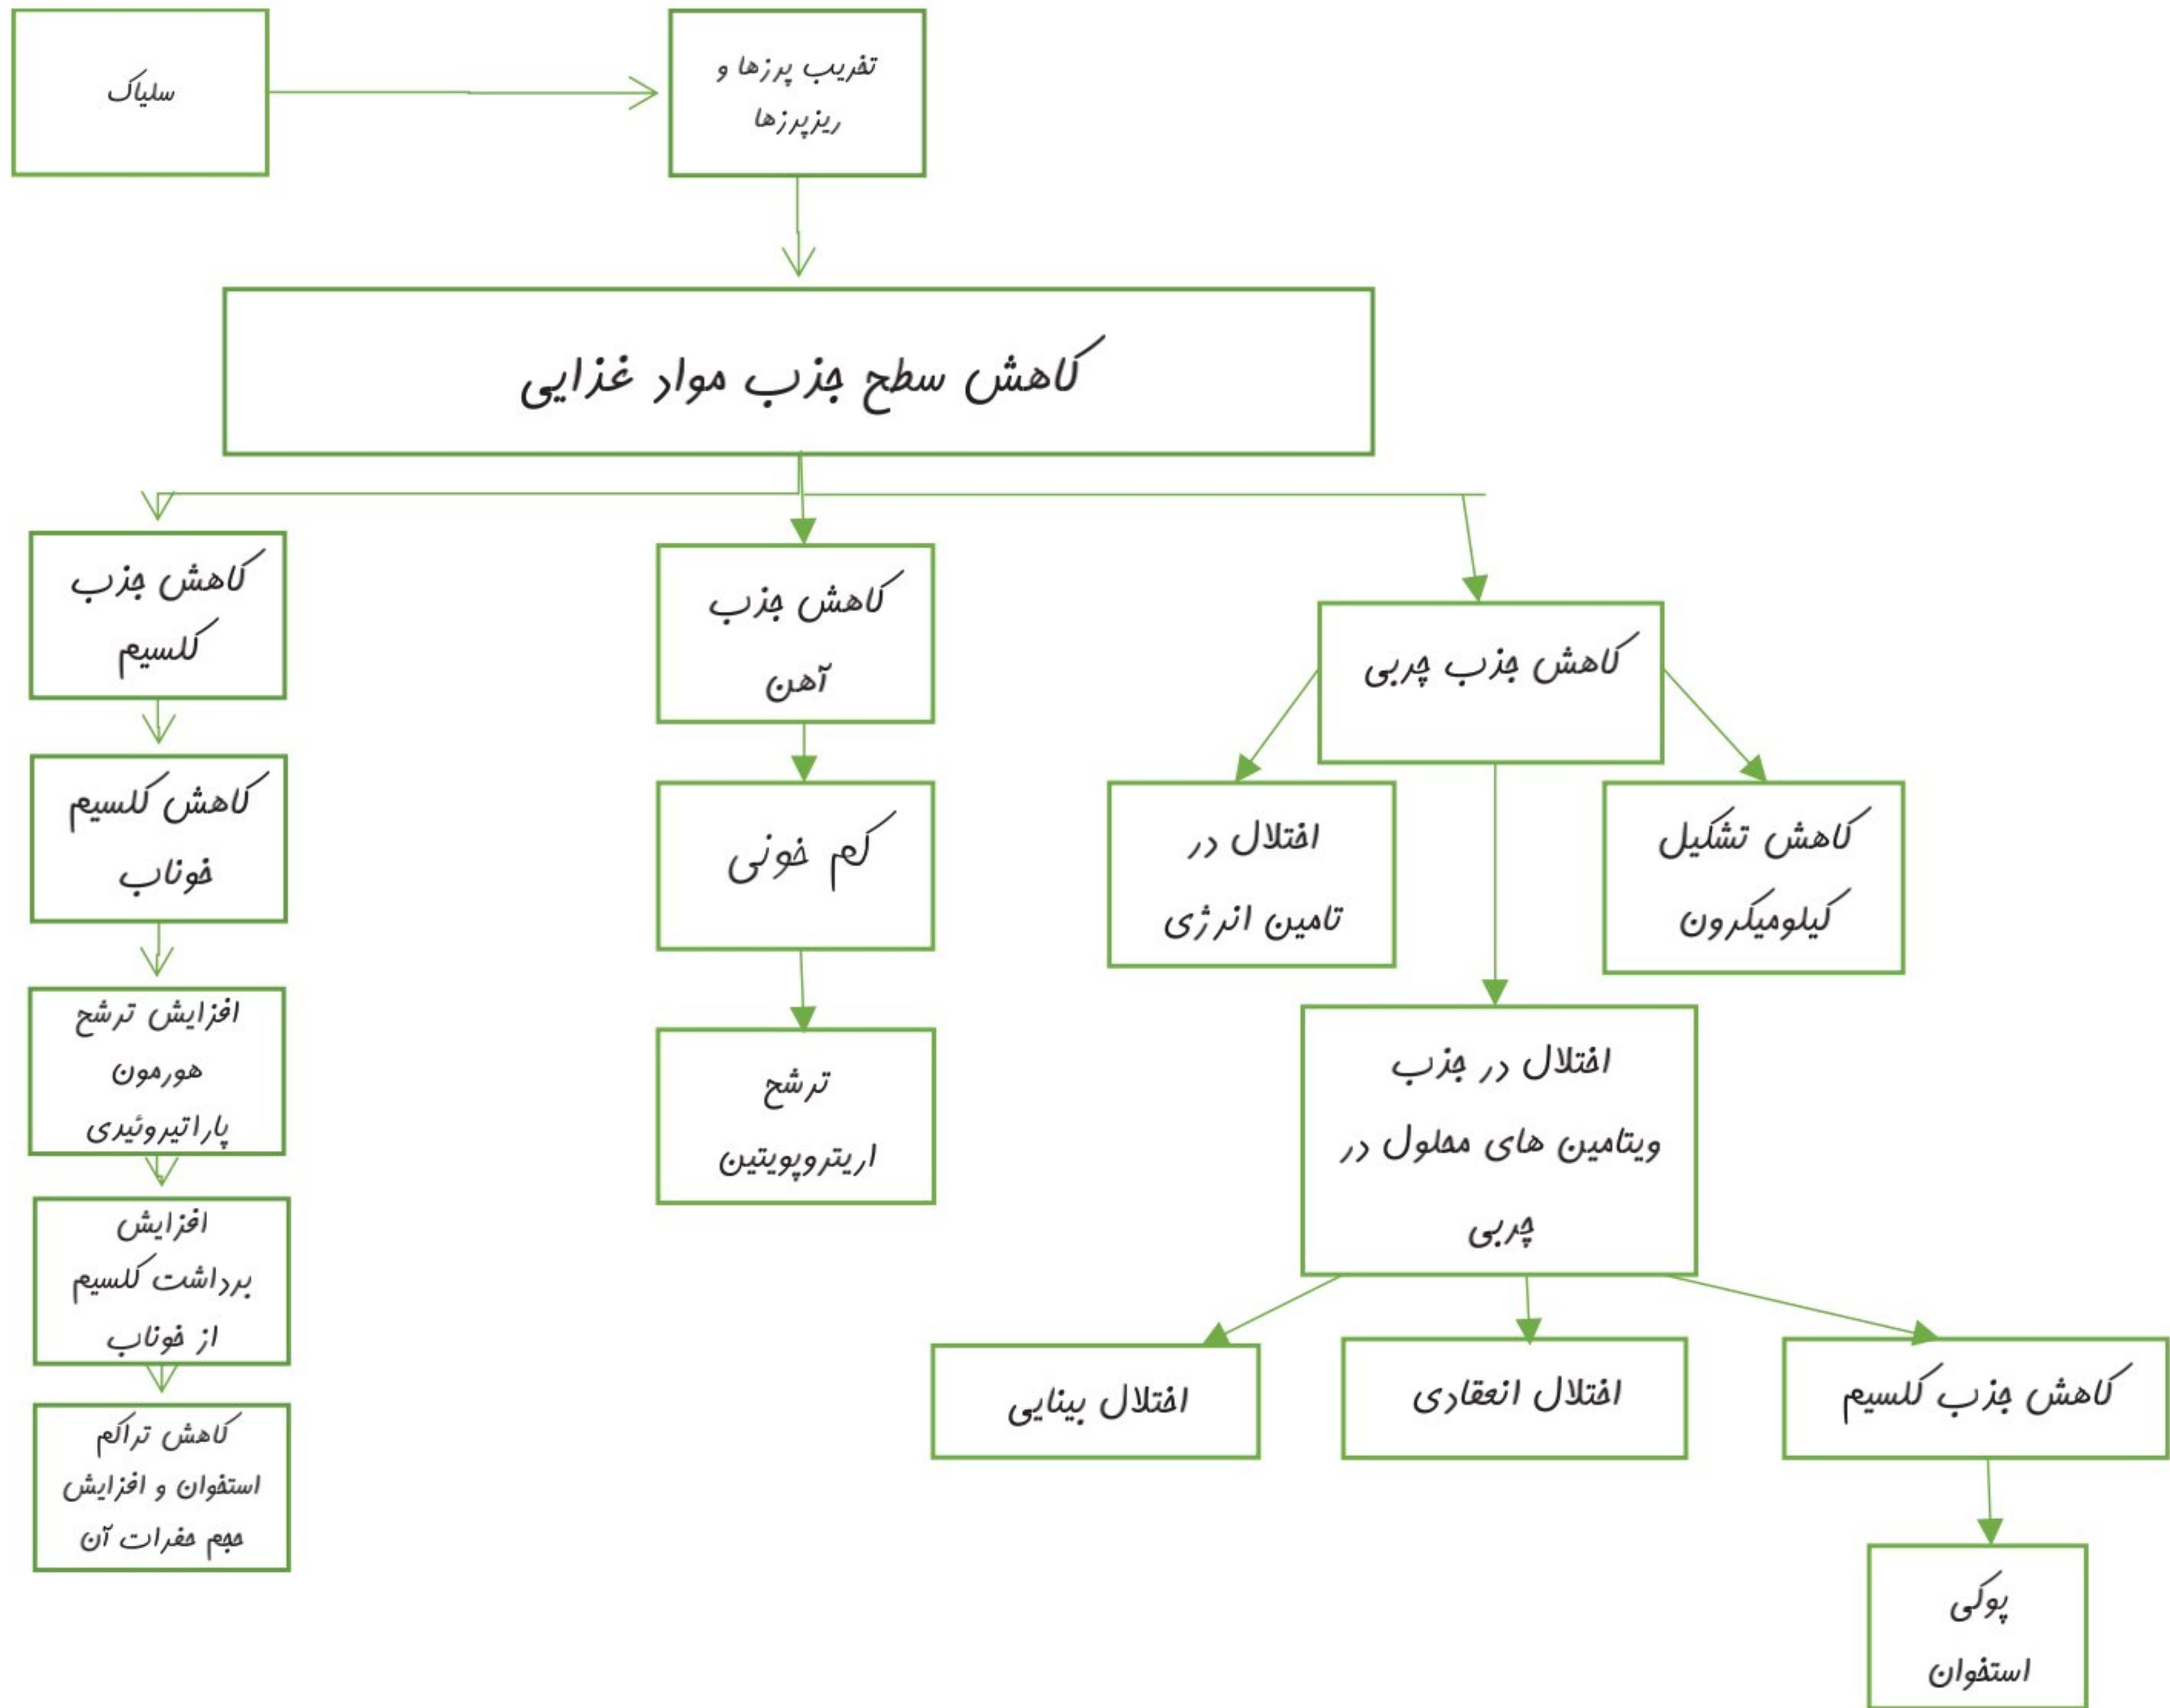 سلیاک
تخریب پرزها و
ریزپرزها
کاهش سطح جذب مواد غذایی
کاهش جذب
کلسیم
کاهش کلسیم
خوناب
افزایش ترشح
هورمون
پاراتیروئیدی
افزایش
برداشت کلسیم
از خوناب
کاهش تراکم
استخوان و افزایش
حجم حفرات آن
کاهش جذب
آهن
کم خونی
ترشح
اریتروپویتین
کاهش جذب چربی
اختلال در
تامین انرژی
کاهش تشکیل
کیلومیکرون
اختلال در جذب
ویتامین های محلول در
چربی
اختلال بینایی
اختلال انعقادی
کاهش جذب کلسیم
پوکی
استخوان